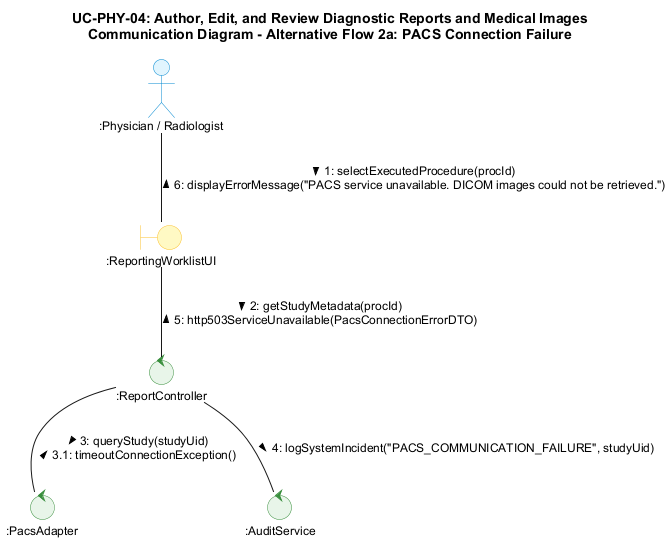 UC-PHY-04: Author, Edit, and Review Diagnostic Reports and Medical Images
Communication Diagram - Alternative Flow 2a: PACS Connection Failure
:Physician / Radiologist
1: selectExecutedProcedure(procId)
6: displayErrorMessage("PACS service unavailable. DICOM images could not be retrieved.")
:ReportingWorklistUI
2: getStudyMetadata(procId)
5: http503ServiceUnavailable(PacsConnectionErrorDTO)
:ReportController
3: queryStudy(studyUid)
3.1: timeoutConnectionException()
4: logSystemIncident("PACS_COMMUNICATION_FAILURE", studyUid)
:PacsAdapter
:AuditService